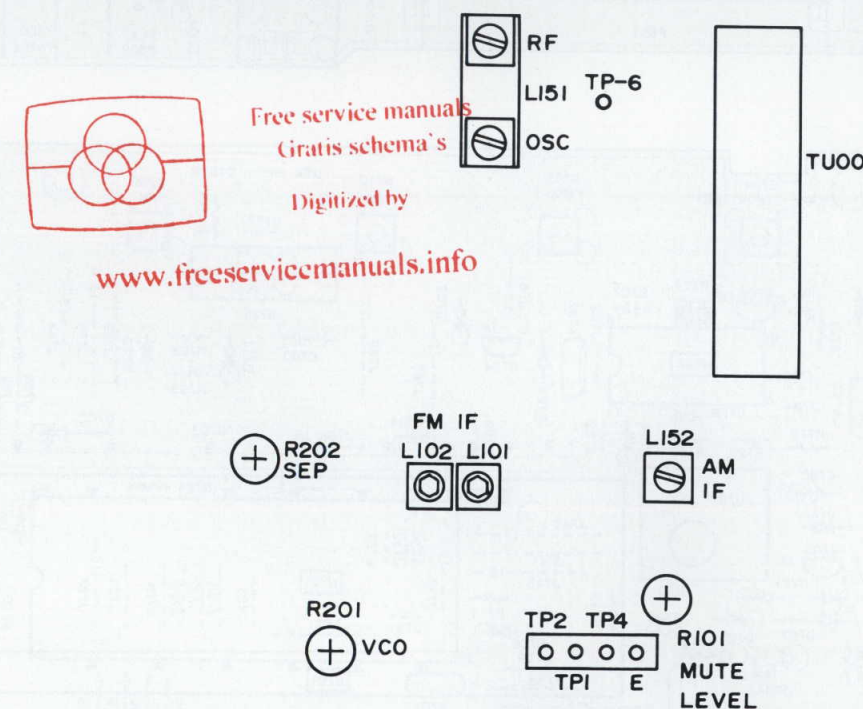 RF
L151
TP-6
OSC
TU00
Free service manuals
Gratis schema`s
Digitized by
www.freeservicemanuals.info
FM IF
L102 L101
R202
SEP
L152
AM
IF
R201
VCO
TP2 TP4
TP1 E
R101
MUTE
LEVEL